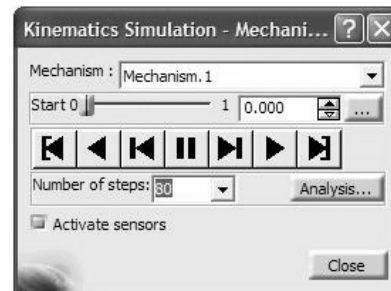 Kinematics Simulation - Mechani...
Mechanism : Mechanism.1
Start 0 1 0.000 ...
Number of steps: 80 Analysis...
Activate sensors
Close